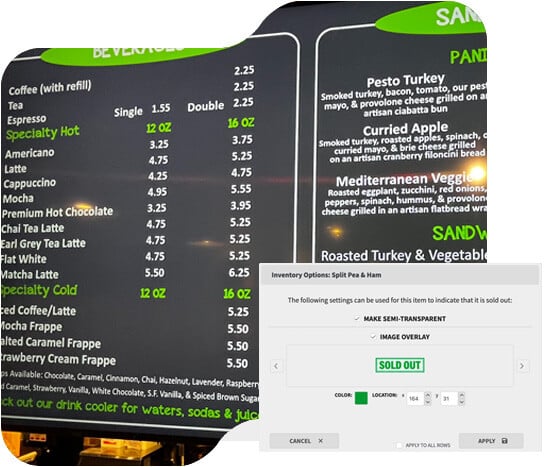 BEVERAGES
Coffee (with refill) 2.25
Tea 2.25
Espresso Single 1.55 Double 2.25
Specialty Hot 12 OZ 16 OZ
Americano 3.25 3.75
Latte 4.75 5.25
Cappuccino 4.25 5.25
Mocha 4.95 5.55
Premium Hot Chocolate 3.25 3.95
Chai Tea Latte 4.75 5.25
Earl Grey Tea Latte 4.75 5.25
Flat White 4.75 5.25
Matcha Latte 5.50 6.25
Specialty Cold 12 OZ 16 OZ
ced Coffee/Latte 5.25
Mocha Frappe 5.50
alted Caramel Frappe 5.50
rawberry Cream Frappe 5.50
ps Available: Chocolate, Caramel, Cinnamon, Chai, Hazelnut, Lavender, Raspberry
d Caramel, Strawberry, Vanilla, White Chocolate, S.F. Vanilla, & Spiced Brown Sugar
ck out our drink cooler for waters, sodas & juic
SAN
PANI
Pesto Turkey
Smoked turkey, bacon, tomato, our pest
mayo, & provolone cheese grilled on an
artisan ciabatta bun
Curried Apple
Smoked turkey, roasted apples, spinach, o
curried mayo, & brie cheese grilled
on an artisan cranberry filoncini bread
Mediterranean Veggie
Roasted eggplant, zucchini, red onions,
peppers, spinach, hummus, & provolone
cheese grilled in an artisan flatbread wra
SANDW
Roasted Turkey & Vegetable
Inventory Options: Split Pea & Ham
The following settings can be used for this item to indicate that it is sold out:
MAKE SEMI-TRANSPARENT
IMAGE OVERLAY
SOLD OUT
COLOR: LOCATION: x 164 y 31
CANCEL × APPLY TO ALL ROWS APPLY